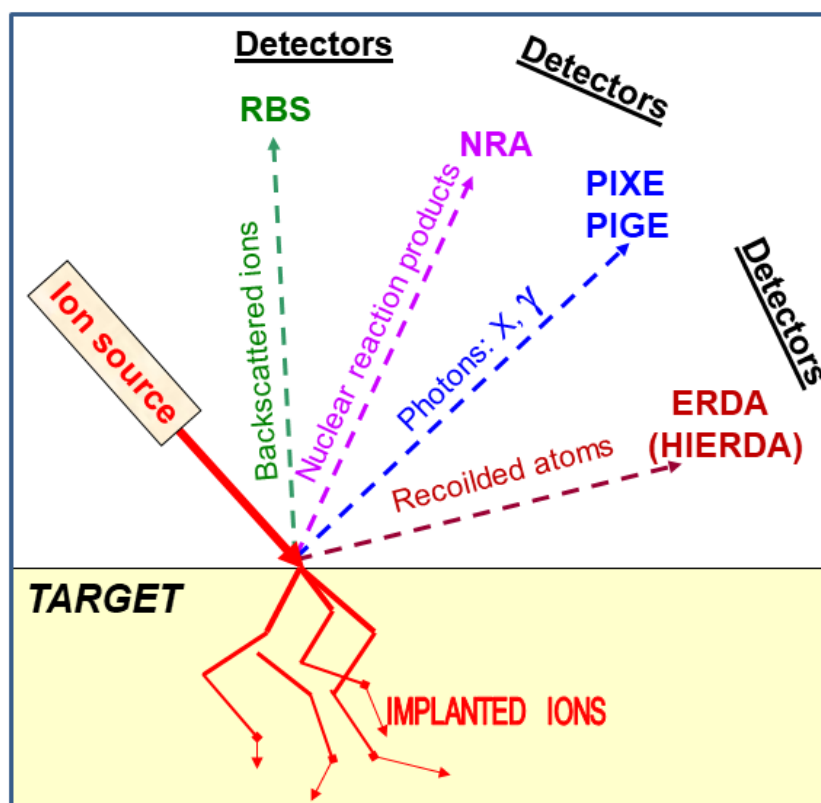 Detectors
Detectors
RBS
NRA
PIXE
PIGE
Detectors
Ion source
Backscattered ions
Nuclear reaction products
Photons: X, γ
ERDA
(HIERDA)
Recoilded atoms
TARGET
IMPLANTED IONS